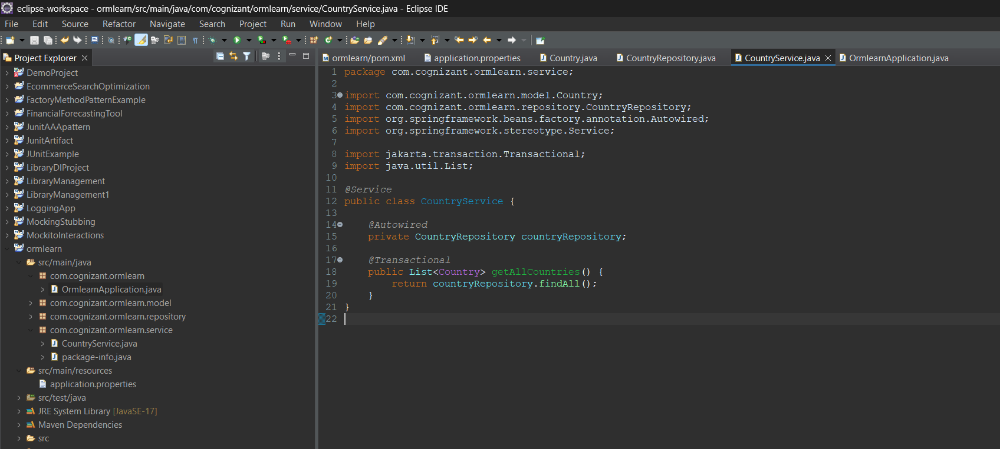 eclipse-workspace - ormlearn/src/main/java/com/cognizant/ormlearn/service/CountryService.java - Eclipse IDE
File Edit Source Refactor Navigate Search Project Run Window Help
Project Explorer
DemoProject
EcommerceSearchOptimization
FactoryMethodPatternExample
FinancialForecastingTool
JunitAAApattern
JunitArtifact
JUnitExample
LibraryDIProject
LibraryManagement
LibraryManagement1
LoggingApp
MockingStubbing
MockitoInteractions
ormlearn
src/main/java
com.cognizant.ormlearn
OrmlearnApplication.java
com.cognizant.ormlearn.model
com.cognizant.ormlearn.repository
com.cognizant.ormlearn.service
CountryService.java
package-info.java
src/main/resources
application.properties
src/test/java
JRE System Library [JavaSE-17]
Maven Dependencies
src
ormlearn/pom.xml application.properties Country.java CountryRepository.java CountryService.java OrmlearnApplication.java
1 package com.cognizant.ormlearn.service;
2
3 import com.cognizant.ormlearn.model.Country;
4 import com.cognizant.ormlearn.repository.CountryRepository;
5 import org.springframework.beans.factory.annotation.Autowired;
6 import org.springframework.stereotype.Service;
7
8 import jakarta.transaction.Transactional;
9 import java.util.List;
10
11 @Service
12 public class CountryService {
13
14 @Autowired
15 private CountryRepository countryRepository;
16
17 @Transactional
18 public List<Country> getAllCountries() {
19 return countryRepository.findAll();
20 }
21 }
22